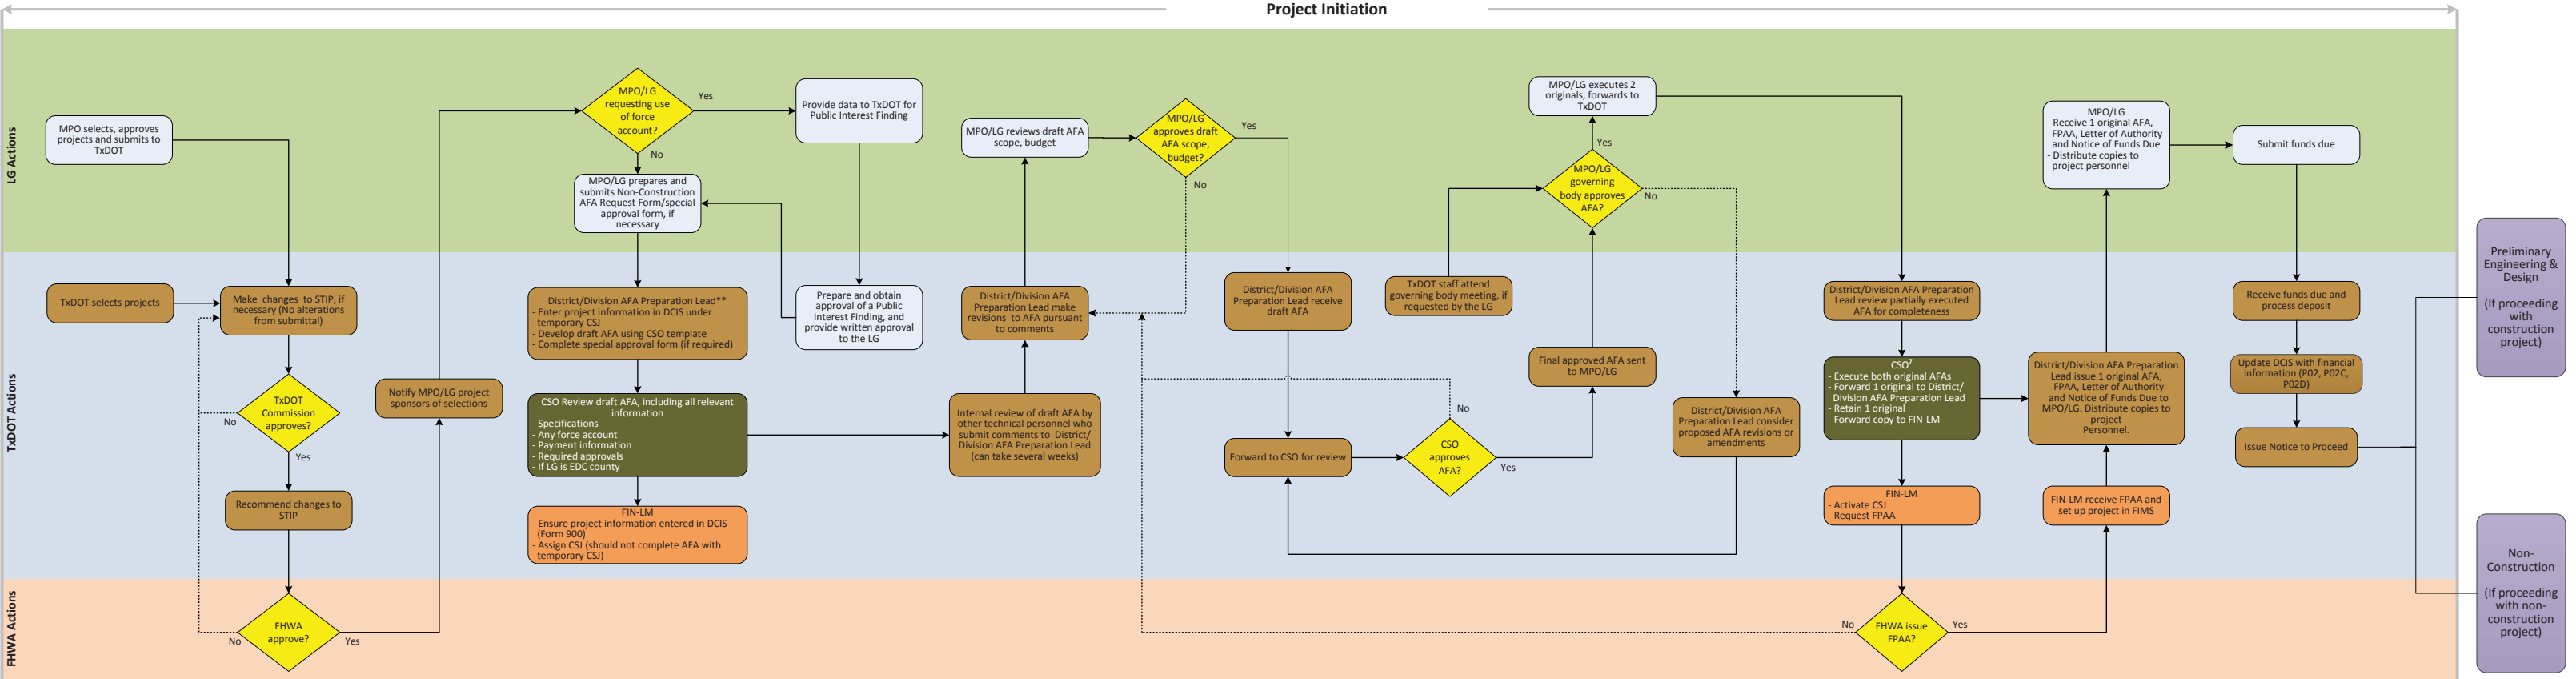 Project Initiation
LG Actions
MPO selects, approves
projects and submits to
TxDOT
MPO/LG
requesting use
of force
account?
Yes
No
Provide data to TxDOT for
Public Interest Finding
MPO/LG prepares and
submits Non-Construction
AFA Request Form/special
approval form, if
necessary
MPO/LG reviews draft AFA
scope, budget
MPO/LG
approves draft
AFA scope,
budget?
Yes
No
MPO/LG executes 2
originals, forwards to
TxDOT
Yes
MPO/LG
governing
body approves
AFA?
No
MPO/LG
- Receive 1 original AFA,
FPAA, Letter of Authority
and Notice of Funds Due
- Distribute copies to
project personnel
Submit funds due
TxDOT Actions
TxDOT selects projects
Make changes to STIP, if
necessary (No alterations
from submittal)
TxDOT
Commission
approves?
No
Yes
Recommend changes to
STIP
Notify MPO/LG project
sponsors of selections
District/Division AFA Preparation Lead**
- Enter project information in DCIS under
temporary CSJ
- Develop draft AFA using CSO template
- Complete special approval form (if required)
Prepare and obtain
approval of a Public
Interest Finding, and
provide written approval
to the LG
CSO Review draft AFA, including all relevant
information
- Specifications
- Any force account
- Payment information
- Required approvals
- If LG is EDC county
FIN-LM
- Ensure project information entered in DCIS
(Form 900)
- Assign CSJ (should not complete AFA with
temporary CSJ)
District/Division AFA
Preparation Lead make
revisions to AFA pursuant
to comments
Internal review of draft AFA by
other technical personnel who
submit comments to District/
Division AFA Preparation Lead
(can take several weeks)
District/Division AFA
Preparation Lead receive
draft AFA
Forward to CSO for review
TxDOT staff attend
governing body meeting, if
requested by the LG
No
CSO
approves
AFA?
Yes
Final approved AFA sent
to MPO/LG
District/Division AFA
Preparation Lead consider
proposed AFA revisions or
amendments
District/Division AFA Preparation
Lead review partially executed
AFA for completeness
CSO⁷
- Execute both original AFAs
- Forward 1 original to District/
Division AFA Preparation Lead
- Retain 1 original
- Forward copy to FIN-LM
FIN-LM
- Activate CSJ
- Request FPAA
District/Division AFA Preparation
Lead issue 1 original AFA,
FPAA, Letter of Authority
and Notice of Funds Due to
MPO/LG. Distribute copies to
project
Personnel.
FIN-LM receive FPAA and
set up project in FIMS
Receive funds due and
process deposit
Update DCIS with financial
information (P02, P02C,
P02D)
Issue Notice to Proceed
FHWA Actions
FHWA
approve?
No
Yes
FHWA issue
FPAA?
No
Yes
Preliminary
Engineering &
Design
(If proceeding
with
construction
project)
Non-
Construction
(If proceeding
with non-
construction
project)